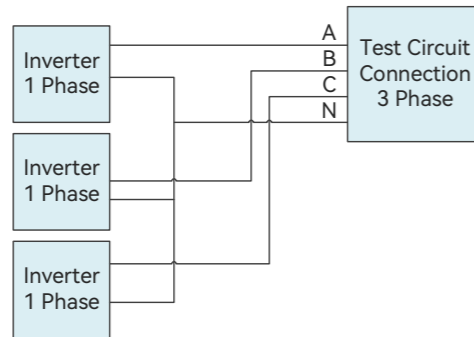 Inverter
1 Phase
Inverter
1 Phase
Inverter
1 Phase
A
B
C
N
Test Circuit
Connection
3 Phase